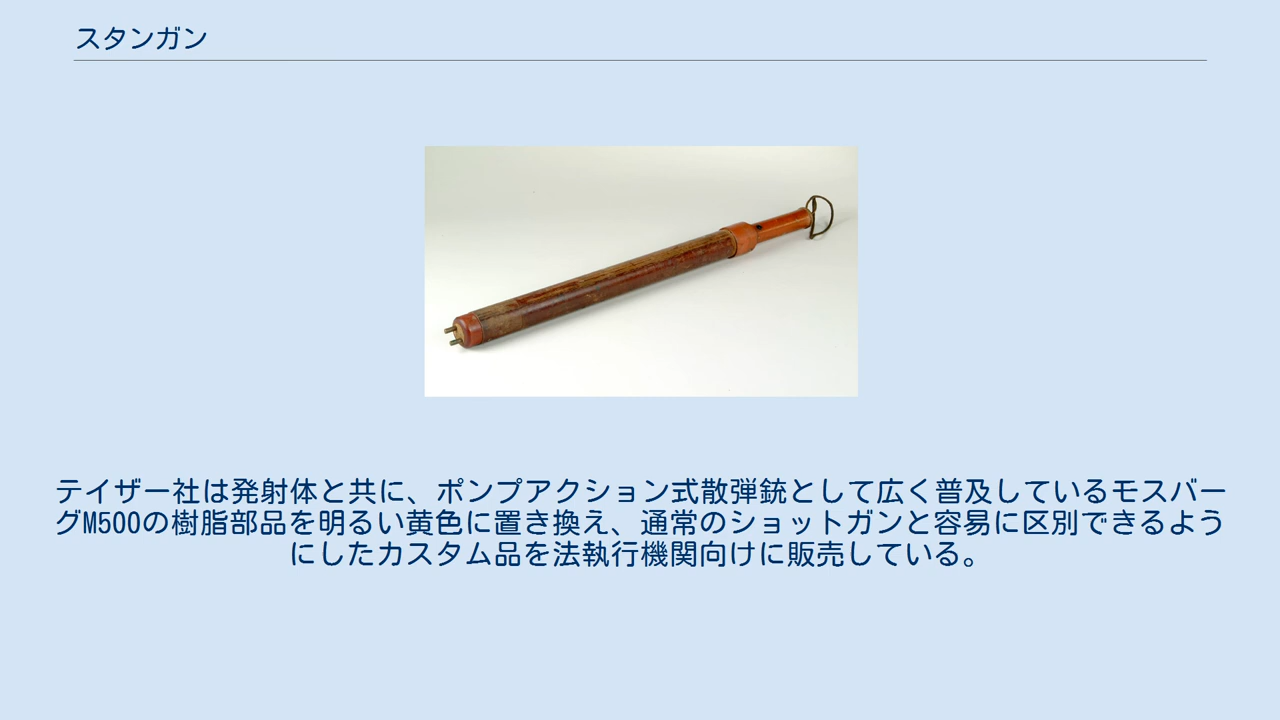 スタンガン
テイザー社は発射体と共に、ポンプアクション式散弾銃として広く普及しているモスバー
グM500の樹脂部品を明るい黄色に置き換え、通常のショットガンと容易に区別できるよう
にしたカスタム品を法執行機関向けに販売している。